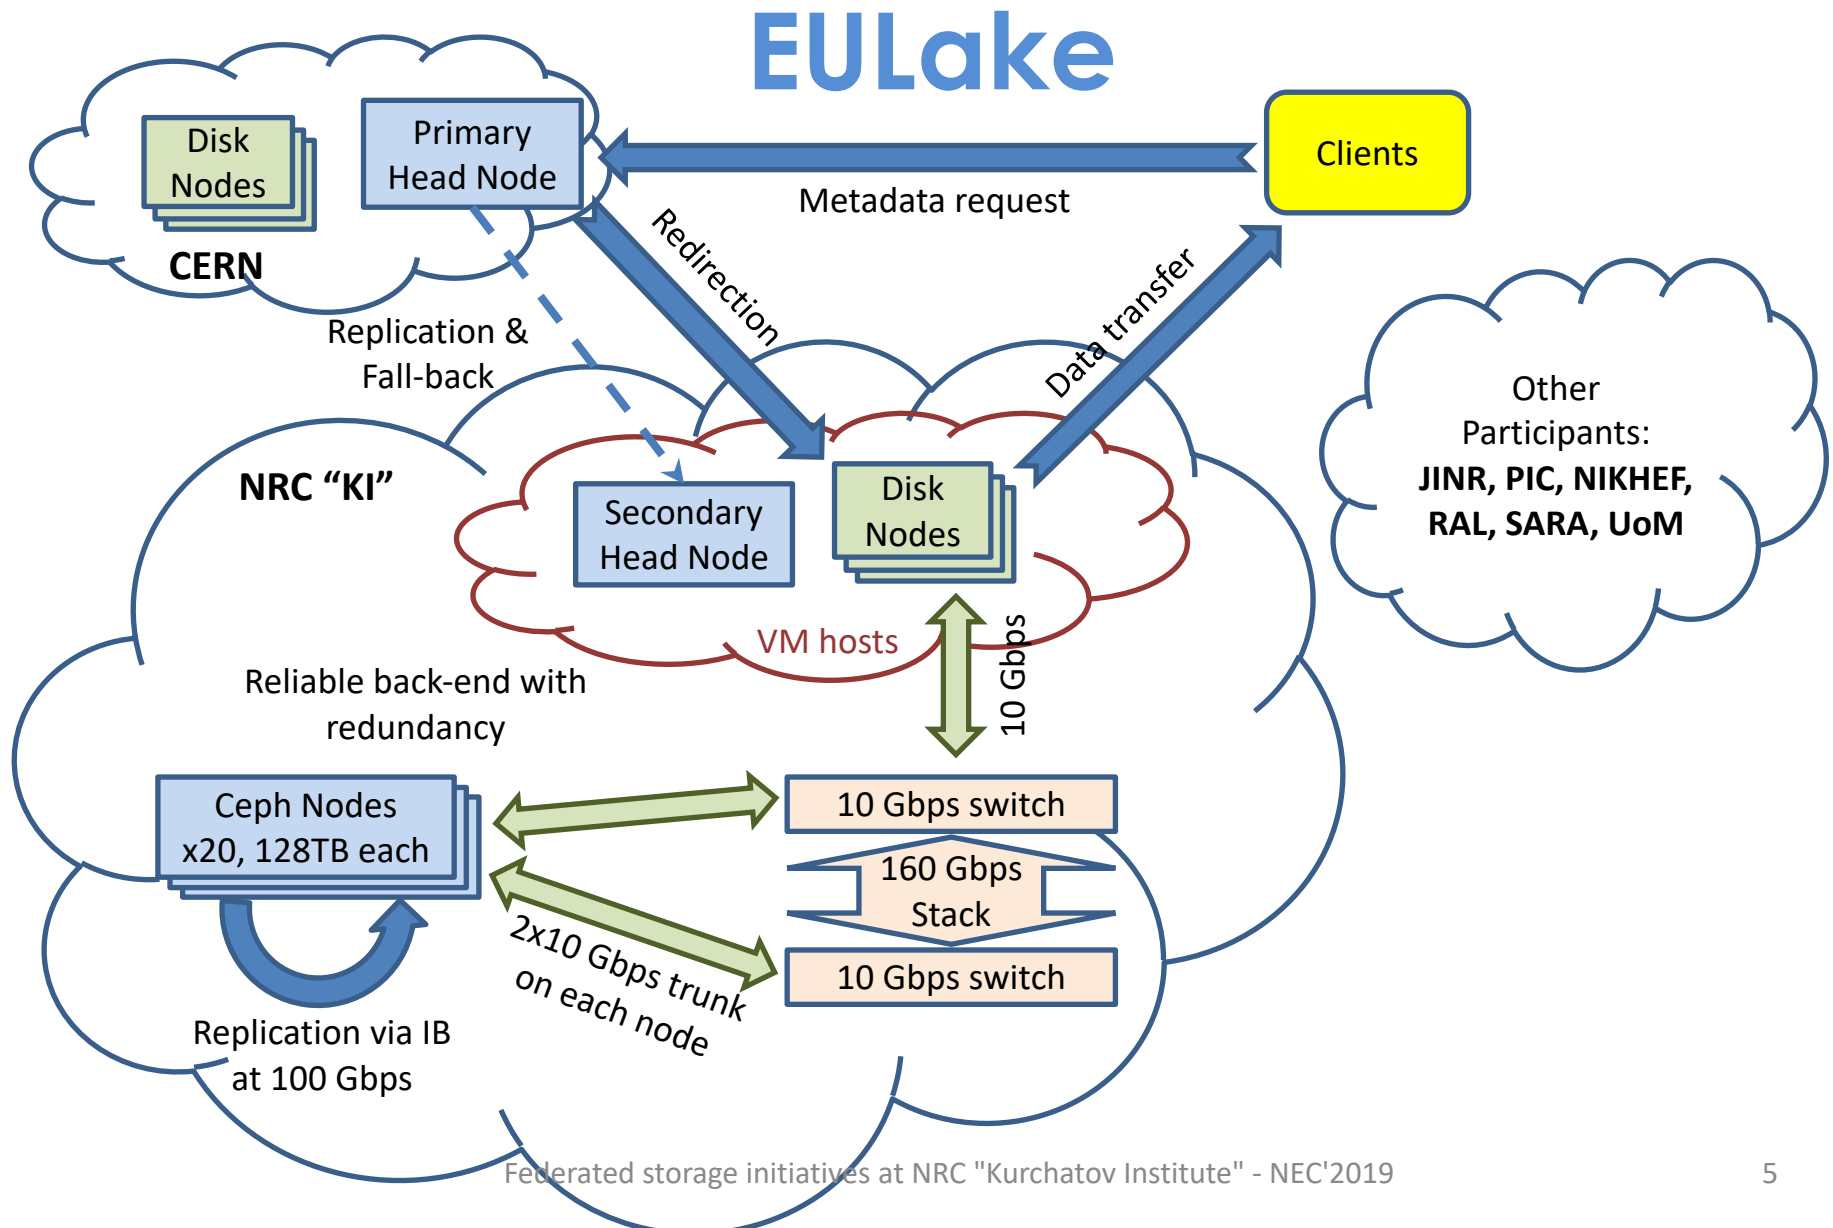 EULake
Disk
Nodes
CERN
Primary
Head Node
Clients
Metadata request
Redirection
Data transfer
Replication &
Fall-back
Other
Participants:
JINR, PIC, NIKHEF,
RAL, SARA, UoM
NRC “KI”
Secondary
Head Node
Disk
Nodes
VM hosts
10 Gbps
Reliable back-end with
redundancy
Ceph Nodes
x20, 128TB each
10 Gbps switch
160 Gbps
Stack
10 Gbps switch
2x10 Gbps trunk
on each node
Replication via IB
at 100 Gbps
Federated storage initiatives at NRC "Kurchatov Institute" - NEC'2019
5